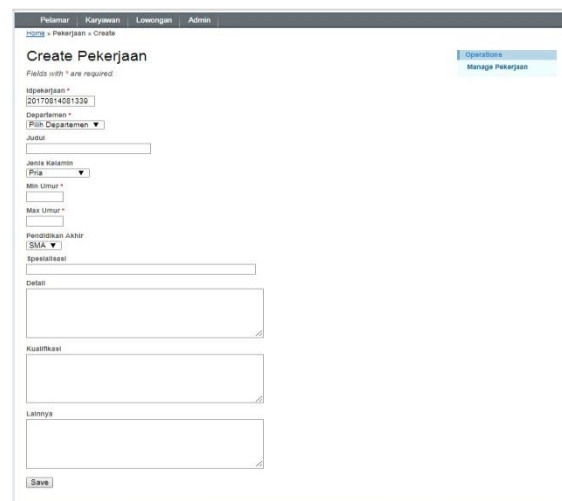 Pelamar Karyawan Lowongan Admin
Home » Pekerjaan » Create
Create Pekerjaan
Fields with * are required.
Operations
Manage Pekerjaan
Idpekerjaan *
20170814081339
Departemen *
Pilih Departemen ▼
Judul
Jenis Kelamin
Pria ▼
Min Umur *
Max Umur *
Pendidikan Akhir
SMA ▼
Spesialisasi
Detail
Kualifikasi
Lainnya
Save